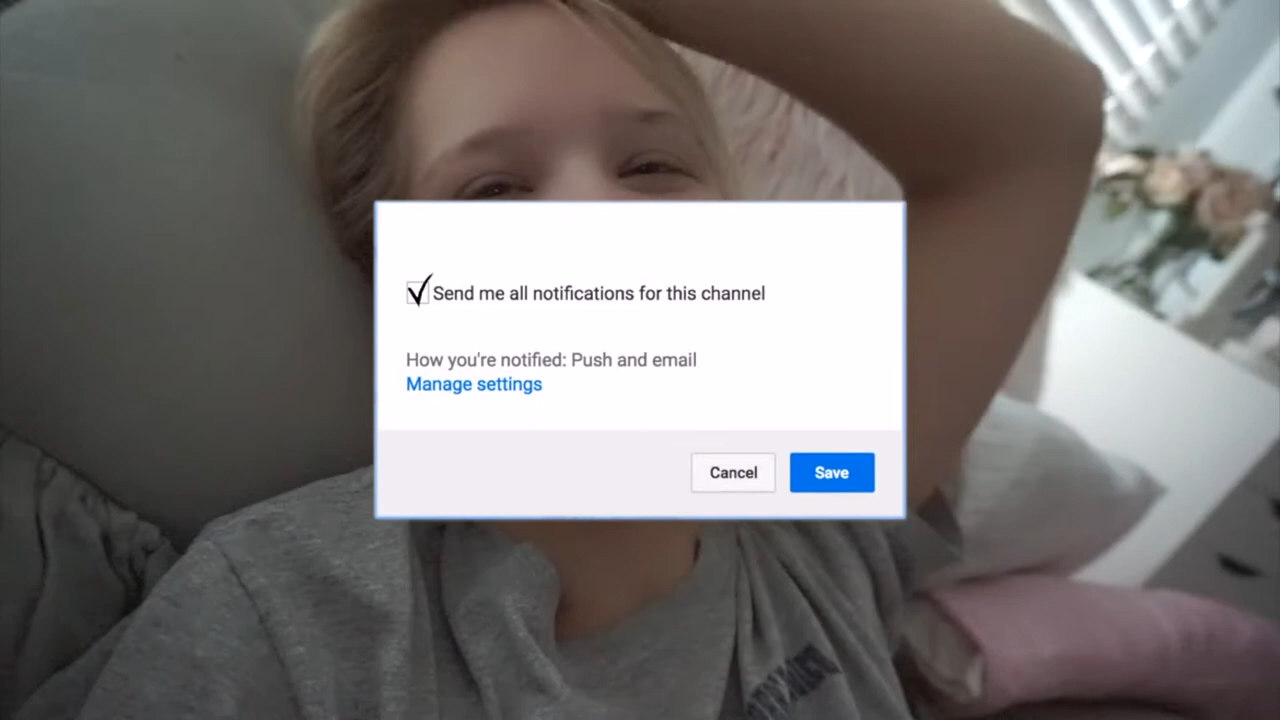 Send me all notifications for this channel
How you're notified: Push and email
Manage settings
Cancel
Save